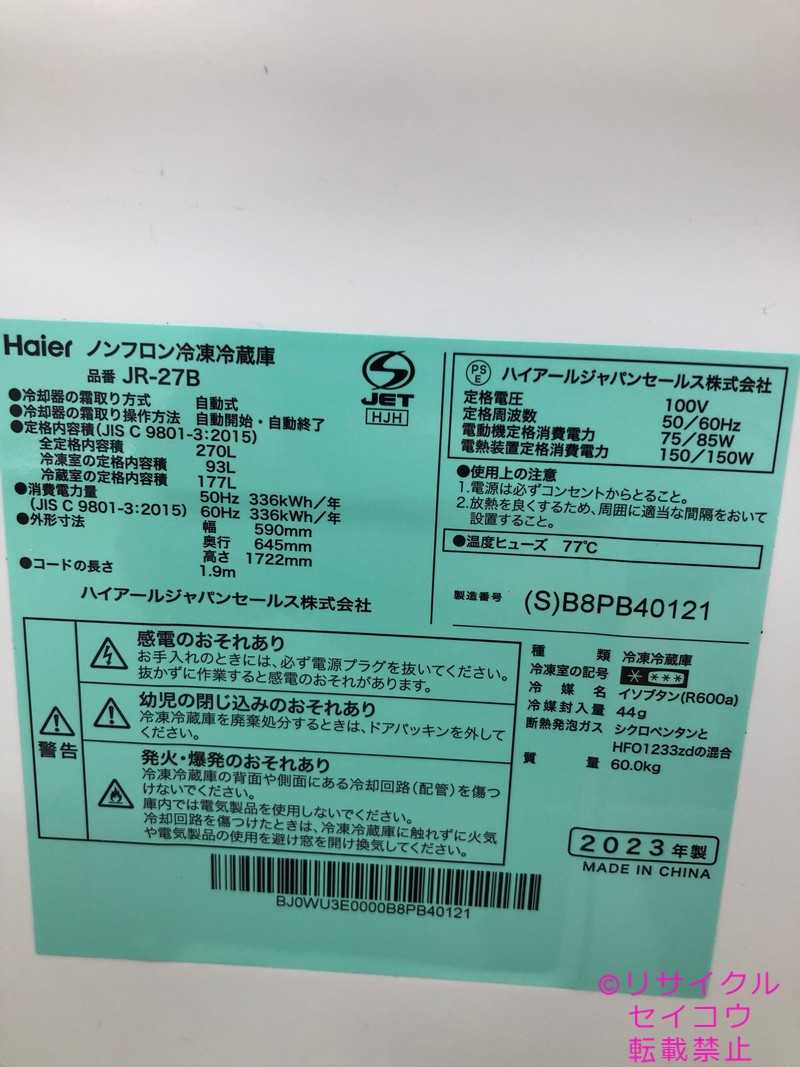 Haier ノンフロン冷凍冷蔵庫
品番 JR-27B
●冷却器の霜取り方式 自動式
●冷却器の霜取り操作方法 自動開始・自動終了
●定格内容積(JIS C 9801-3:2015)
全定格内容積 270L
冷凍室の定格内容積 93L
冷蔵室の定格内容積 177L
●消費電力量 50Hz 336kWh/年
(JIS C 9801-3:2015) 60Hz 336kWh/年
●外形寸法 幅 590mm
奥行 645mm
高さ 1722mm
●コードの長さ 1.9m
ハイアールジャパンセールス株式会社
JET
HJH
PS
E
ハイアールジャパンセールス株式会社
定格電圧 100V
定格周波数 50/60Hz
電動機定格消費電力 75/85W
電熱装置定格消費電力 150/150W
●使用上の注意
1.電源は必ずコンセントからとること。
2.放熱を良くするため、周囲に適当な間隔をおいて
設置すること。
●温度ヒューズ 77℃
製造番号 (S)B8PB40121
警告
感電のおそれあり
お手入れのときには、必ず電源プラグを抜いてください。
抜かずに作業すると感電のおそれがあります。
幼児の閉じ込みのおそれあり
冷凍冷蔵庫を廃棄処分するときは、ドアパッキンを外して
ください。
発火・爆発のおそれあり
冷凍冷蔵庫の背面や側面にある冷却回路(配管)を傷つ
けないでください。
庫内では電気製品を使用しないでください。
冷却回路を傷つけたときは、冷凍冷蔵庫に触れずに火気
や電気製品の使用を避け窓を開け換気してください。
種類 冷凍冷蔵庫
冷凍室の記号 * ***
冷媒名 イソブタン(R600a)
冷媒封入量 44g
断熱発泡ガス シクロペンタンと
HFO1233zdの混合
質量 60.0kg
2023年製
MADE IN CHINA
BJ0WU3E0000B8PB40121
©リサイクル
セイコウ
転載禁止